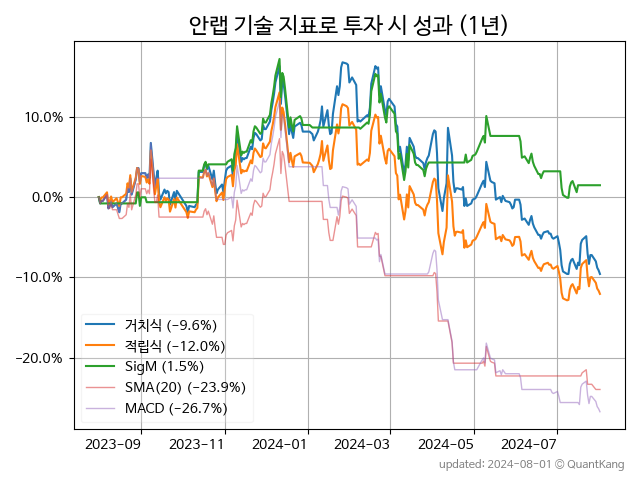 안랩 기술 지표로 투자 시 성과 (1년)
10.0%
0.0%
−10.0%
−20.0%
거치식 (−9.6%)
적립식 (−12.0%)
SigM (1.5%)
SMA(20) (−23.9%)
MACD (−26.7%)
2023-09 2023-11 2024-01 2024-03 2024-05 2024-07
updated: 2024-08-01 © QuantKang